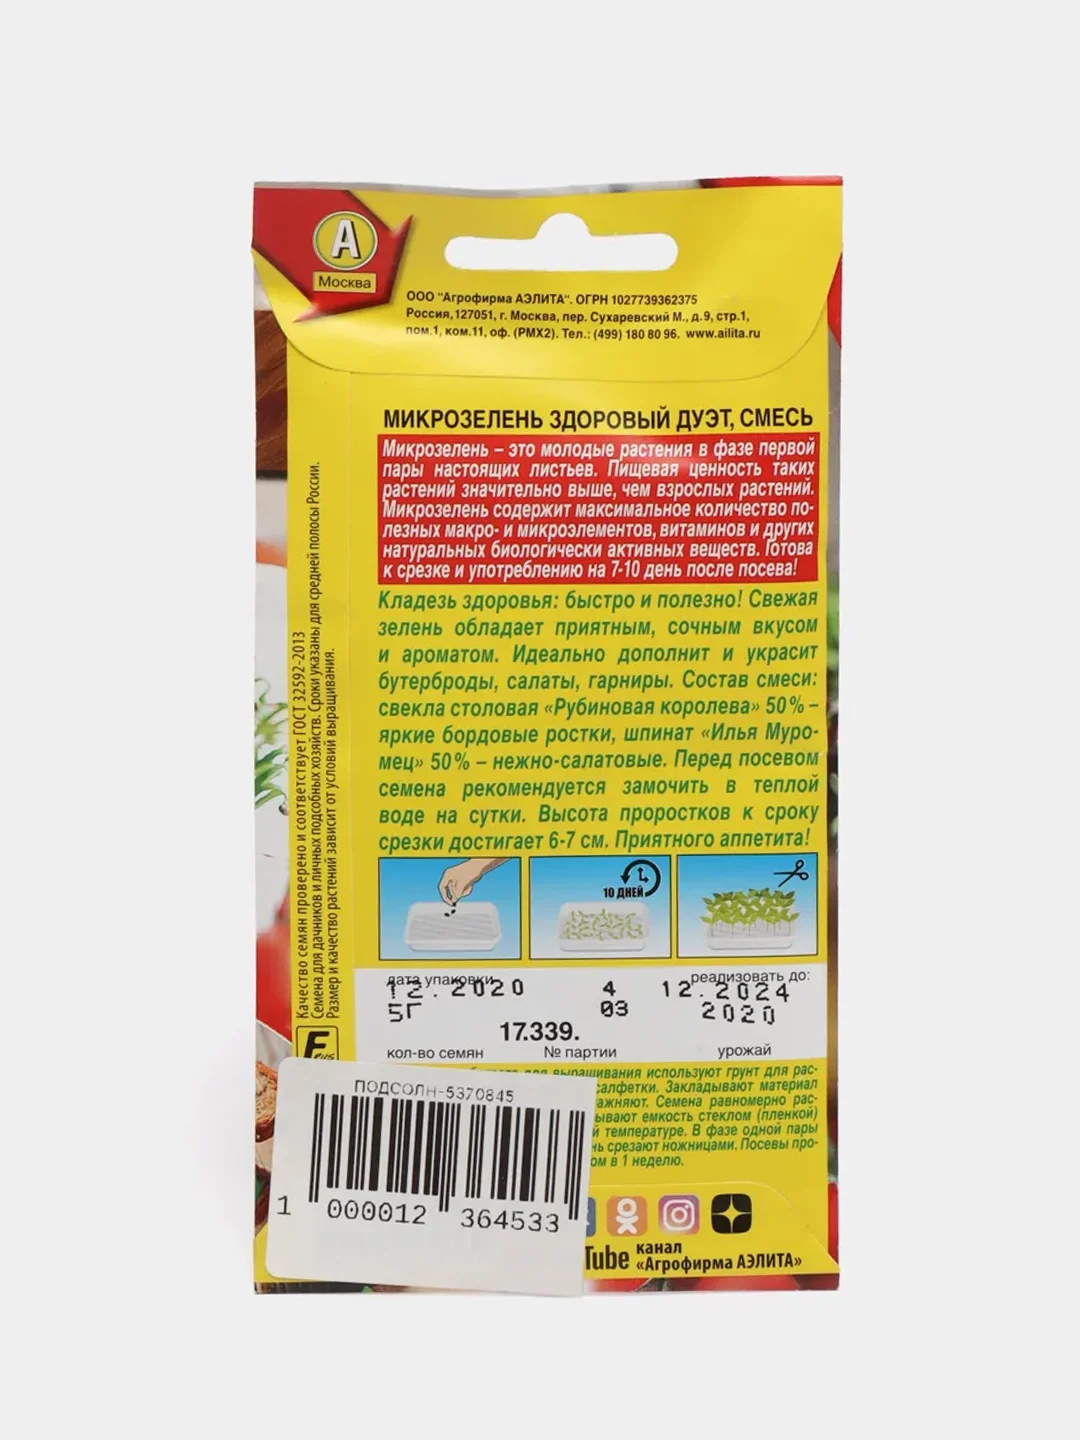 А
Москва
ООО "Агрофирма АЭЛИТА". ОГРН 1027739362375
Россия,127051, г. Москва, пер. Сухаревский М., д.9, стр.1,
пом.1, ком.11, оф. (РМХ2). Тел.: (499) 180 80 96. www.ailita.ru
МИКРОЗЕЛЕНЬ ЗДОРОВЫЙ ДУЭТ, СМЕСЬ
Микрозелень – это молодые растения в фазе первой
пары настоящих листьев. Пищевая ценность таких
растений значительно выше, чем взрослых растений.
Микрозелень содержит максимальное количество по-
лезных макро- и микроэлементов, витаминов и других
натуральных биологически активных веществ. Готова
к срезке и употреблению на 7-10 день после посева!
Кладезь здоровья: быстро и полезно! Свежая
зелень обладает приятным, сочным вкусом
и ароматом. Идеально дополнит и украсит
бутерброды, салаты, гарниры. Состав смеси:
свекла столовая «Рубиновая королева» 50% –
яркие бордовые ростки, шпинат «Илья Муро-
мец» 50% – нежно-салатовые. Перед посевом
семена рекомендуется замочить в теплой
воде на сутки. Высота проростков к сроку
срезки достигает 6-7 см. Приятного аппетита!
Качество семян проверено и соответствует ГОСТ 32592-2013
Семена для дачников и личных подсобных хозяйств. Сроки указаны для средней полосы России.
Размер и качество растений зависит от условий выращивания.
10 ДНЕЙ
дата упаковки реализовать до:
12.2020 4 12.2024
5Г 03 2020
17.339.
кол-во семян № партии урожай
для выращивания используют грунт для рас-
салфетки. Закладывают материал
Семена равномерно рас-
емкость стеклом (пленкой)
температуре. В фазе одной пары
срезают ножницами. Посевы про-
в 1 неделю.
ПОДСОЛН-5370845
1 000012 364533
Tube канал
«Агрофирма АЭЛИТА»